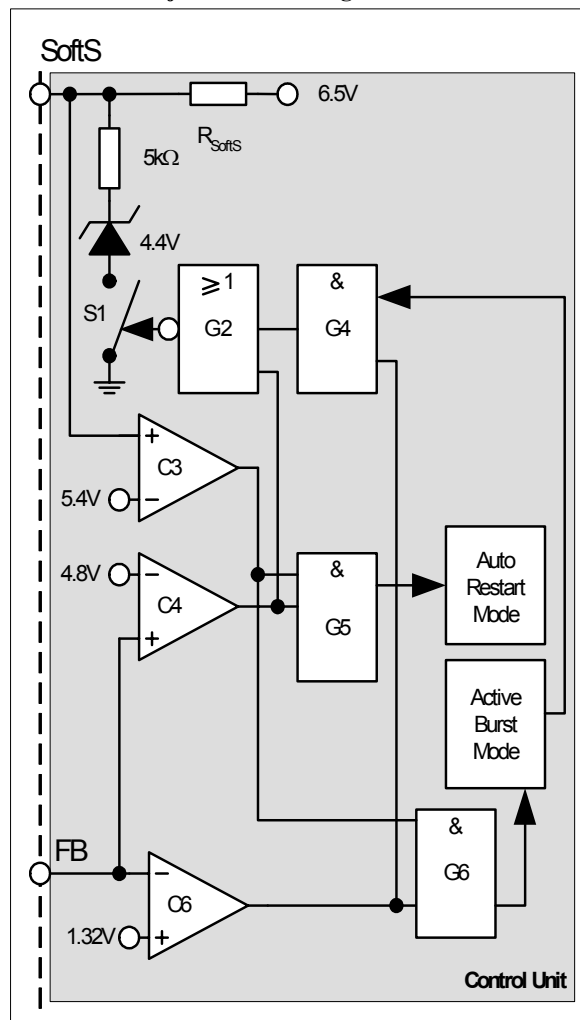 SoftS
6.5V
R_SoftS
5kΩ
4.4V
S1
≥1
G2
&
G4
+
C3
5.4V
−
4.8V
−
C4
+
&
G5
Auto
Restart
Mode
Active
Burst
Mode
FB
−
C6
1.32V
+
&
G6
Control Unit